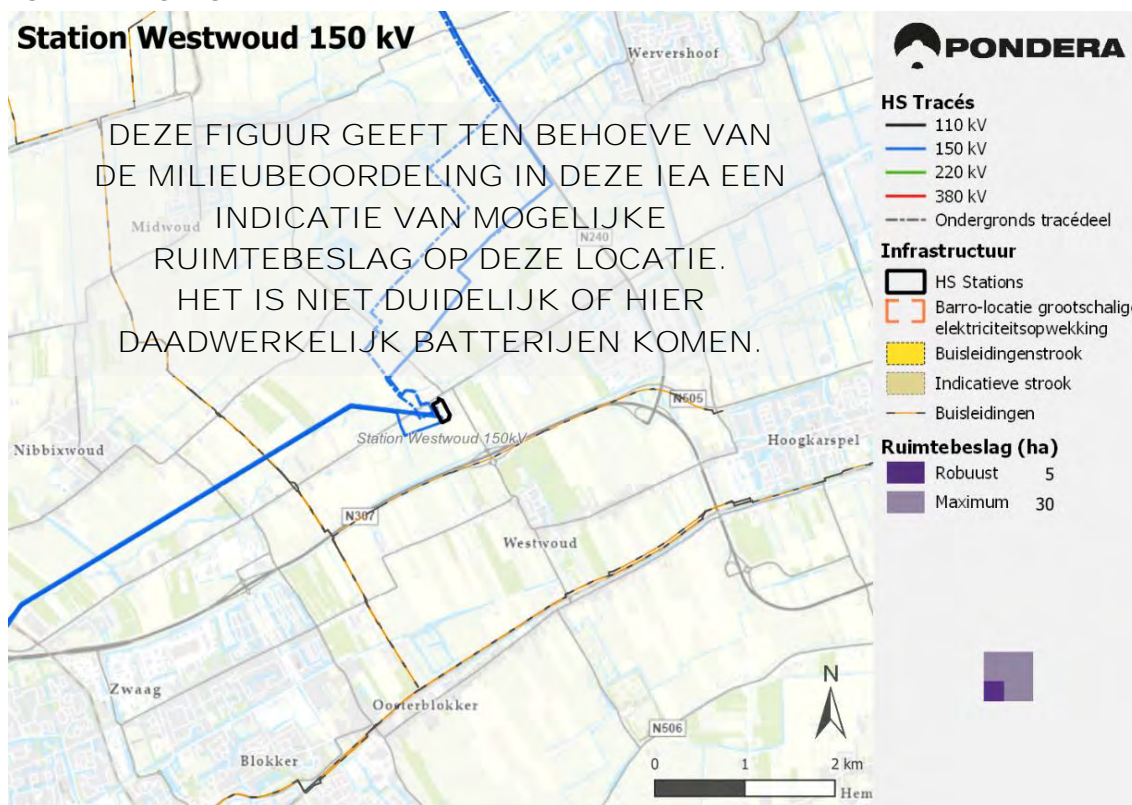 Station Westwoud 150 kV
DEZE FIGUUR GEEFT TEN BEHOEVE VAN
DE MILIEUBEOORDELING IN DEZE IEA EEN
INDICATIE VAN MOGELIJKE
RUIMTEBESLAG OP DEZE LOCATIE.
HET IS NIET DUIDELIJK OF HIER
DAADWERKELIJK BATTERIJEN KOMEN.
Wervershoof
Midwoud
N240
N505
Station Westwoud 150kV
Nibbixwoud
Hoogkarspel
N307
Westwoud
Zwaag
Oosterblokker
N506
Blokker
N
0 1 2 km
Hem
PONDERA
HS Tracés
110 kV
150 kV
220 kV
380 kV
Ondergronds tracédeel
Infrastructuur
HS Stations
Barro-locatie grootschalige
elektriciteitsopwekking
Buisleidingenstrook
Indicatieve strook
Buisleidingen
Ruimtebeslag (ha)
Robuust 5
Maximum 30